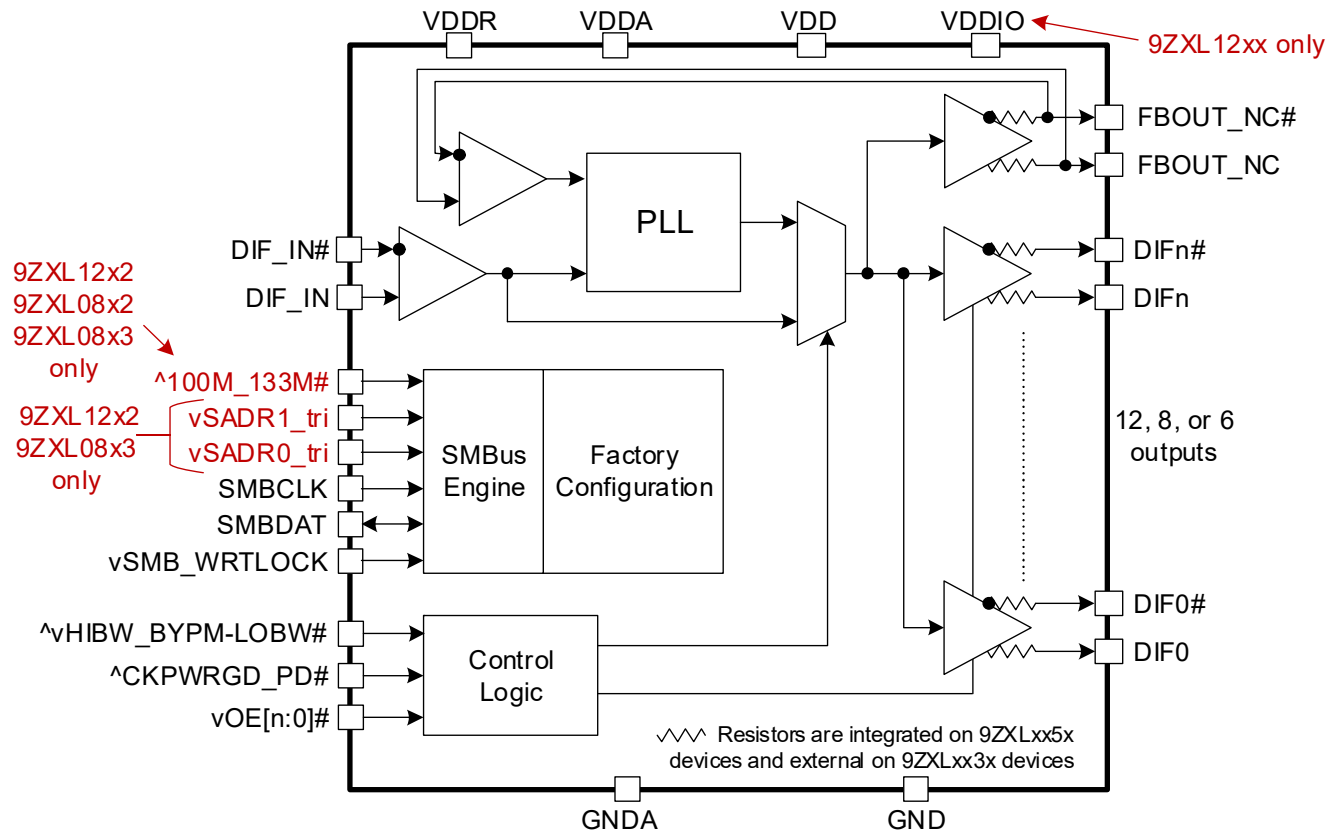 VDDR
VDDA
VDD
VDDIO
9ZXL12xx only
FBOUT_NC#
FBOUT_NC
PLL
DIF_IN#
DIF_IN
DIFn#
DIFn
9ZXL12x2
9ZXL08x2
9ZXL08x3
only
^100M_133M#
9ZXL12x2
9ZXL08x3
only
vSADR1_tri
vSADR0_tri
SMBCLK
SMBDAT
vSMB_WRTLOCK
SMBus
Engine
Factory
Configuration
12, 8, or 6
outputs
^vHIBW_BYPM-LOBW#
^CKPWRGD_PD#
vOE[n:0]#
Control
Logic
DIF0#
DIF0
Resistors are integrated on 9ZXLxx5x
devices and external on 9ZXLxx3x devices
GNDA
GND